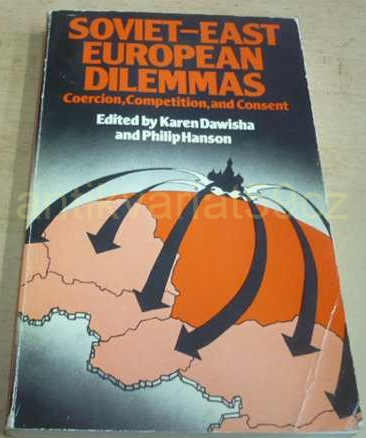 SOVIET-EAST
EUROPEAN
DILEMMAS
Coercion, Competition, and Consent
Edited by Karen Dawisha
and Philip Hanson